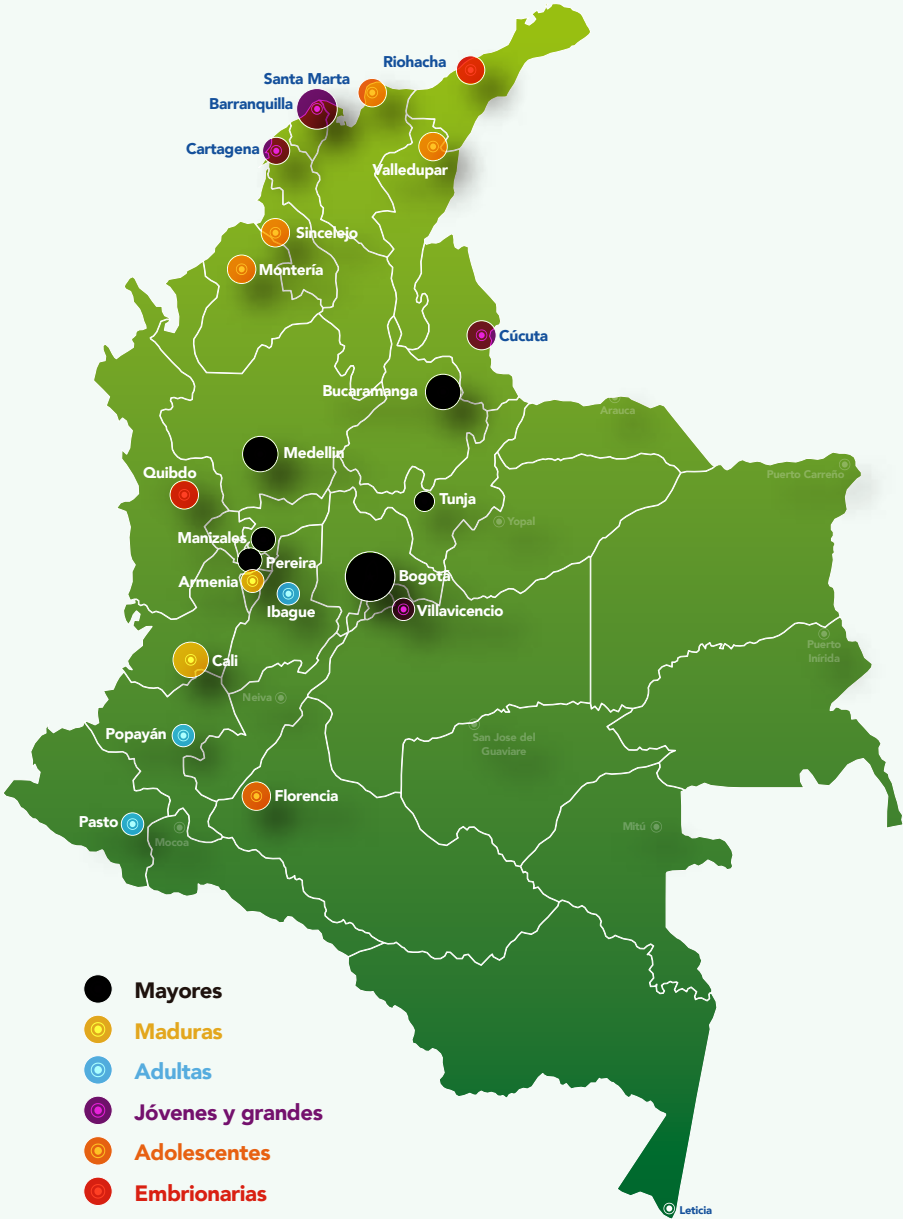 Riohacha
Santa Marta
Barranquilla
Cartagena
Valledupar
Sincelejo
Montería
Cúcuta
Bucaramanga
Arauca
Medellin
Puerto Carreño
Quibdo
Tunja
Yopal
Manizales
Pereira
Bogotá
Armenia
Ibague
Villavicencio
Puerto
Inirida
Cali
Neiva
Popayán
San Jose del
Guaviare
Florencia
Pasto
Mocoa
Mitú
Mayores
Maduras
Adultas
Jóvenes y grandes
Adolescentes
Embrionarias
Leticia